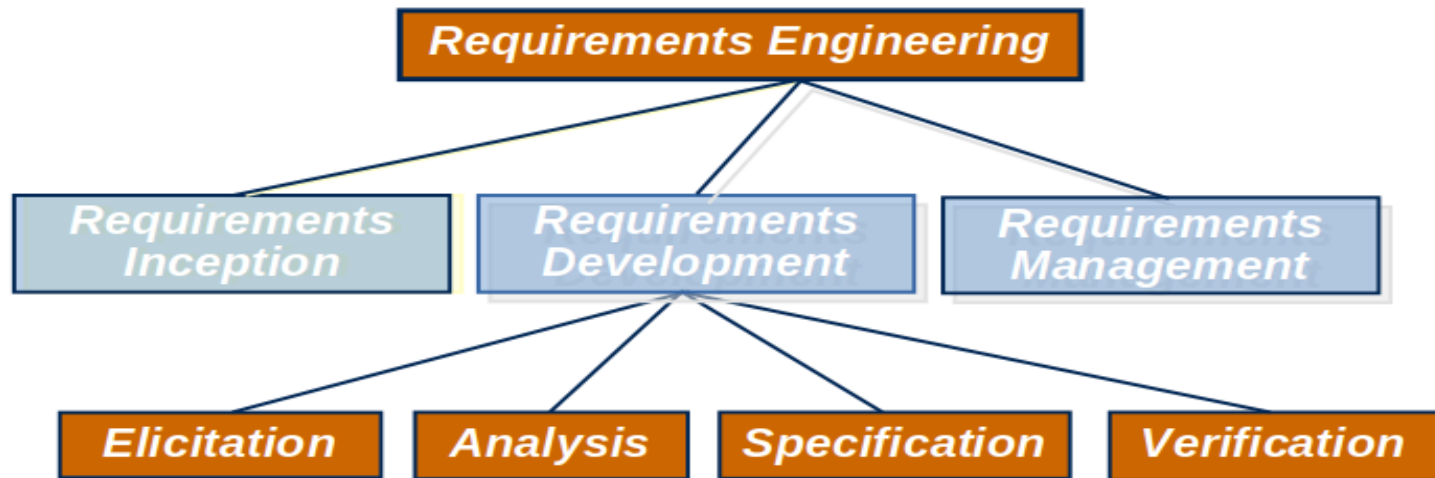 Requirements Engineering
Requirements
Inception
Requirements
Development
Requirements
Management
Elicitation
Analysis
Specification
Verification